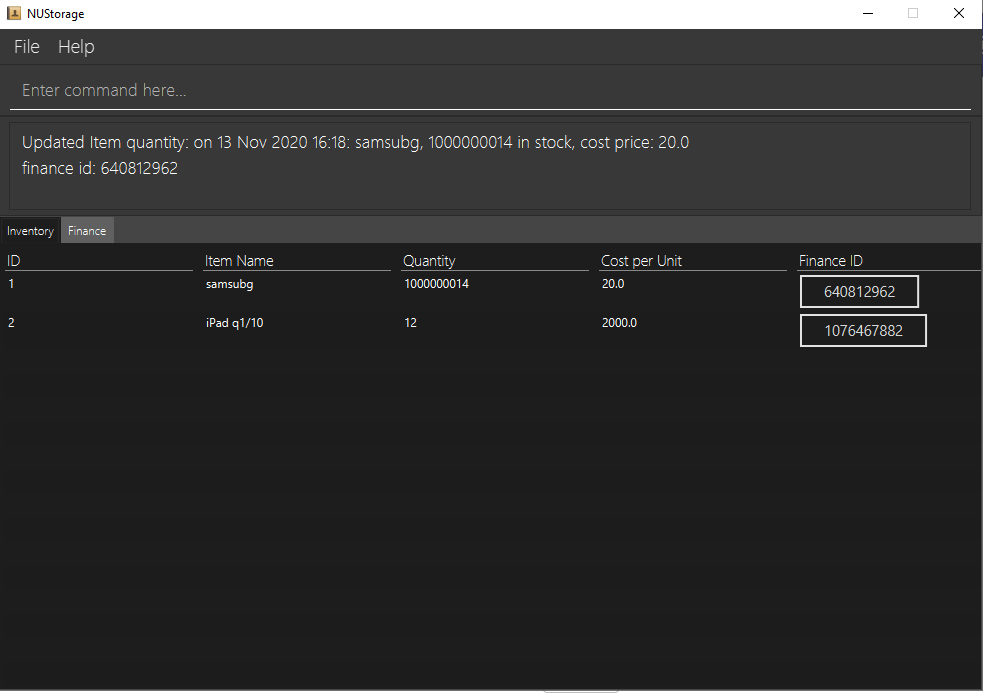 NUStorage
File Help
Enter command here...
Updated Item quantity: on 13 Nov 2020 16:18: samsubg, 1000000014 in stock, cost price: 20.0
finance id: 640812962
Inventory Finance
ID Item Name Quantity Cost per Unit Finance ID
1 samsubg 1000000014 20.0 640812962
2 iPad q1/10 12 2000.0 1076467882